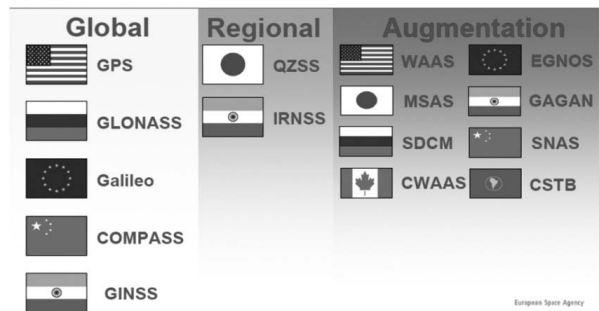 Global
GPS
GLONASS
Galileo
COMPASS
GINSS
Regional
QZSS
IRNSS
Augmentation
WAAS EGNOS
MSAS GAGAN
SDCM SNAS
CWAAS CSTB
European Space Agency